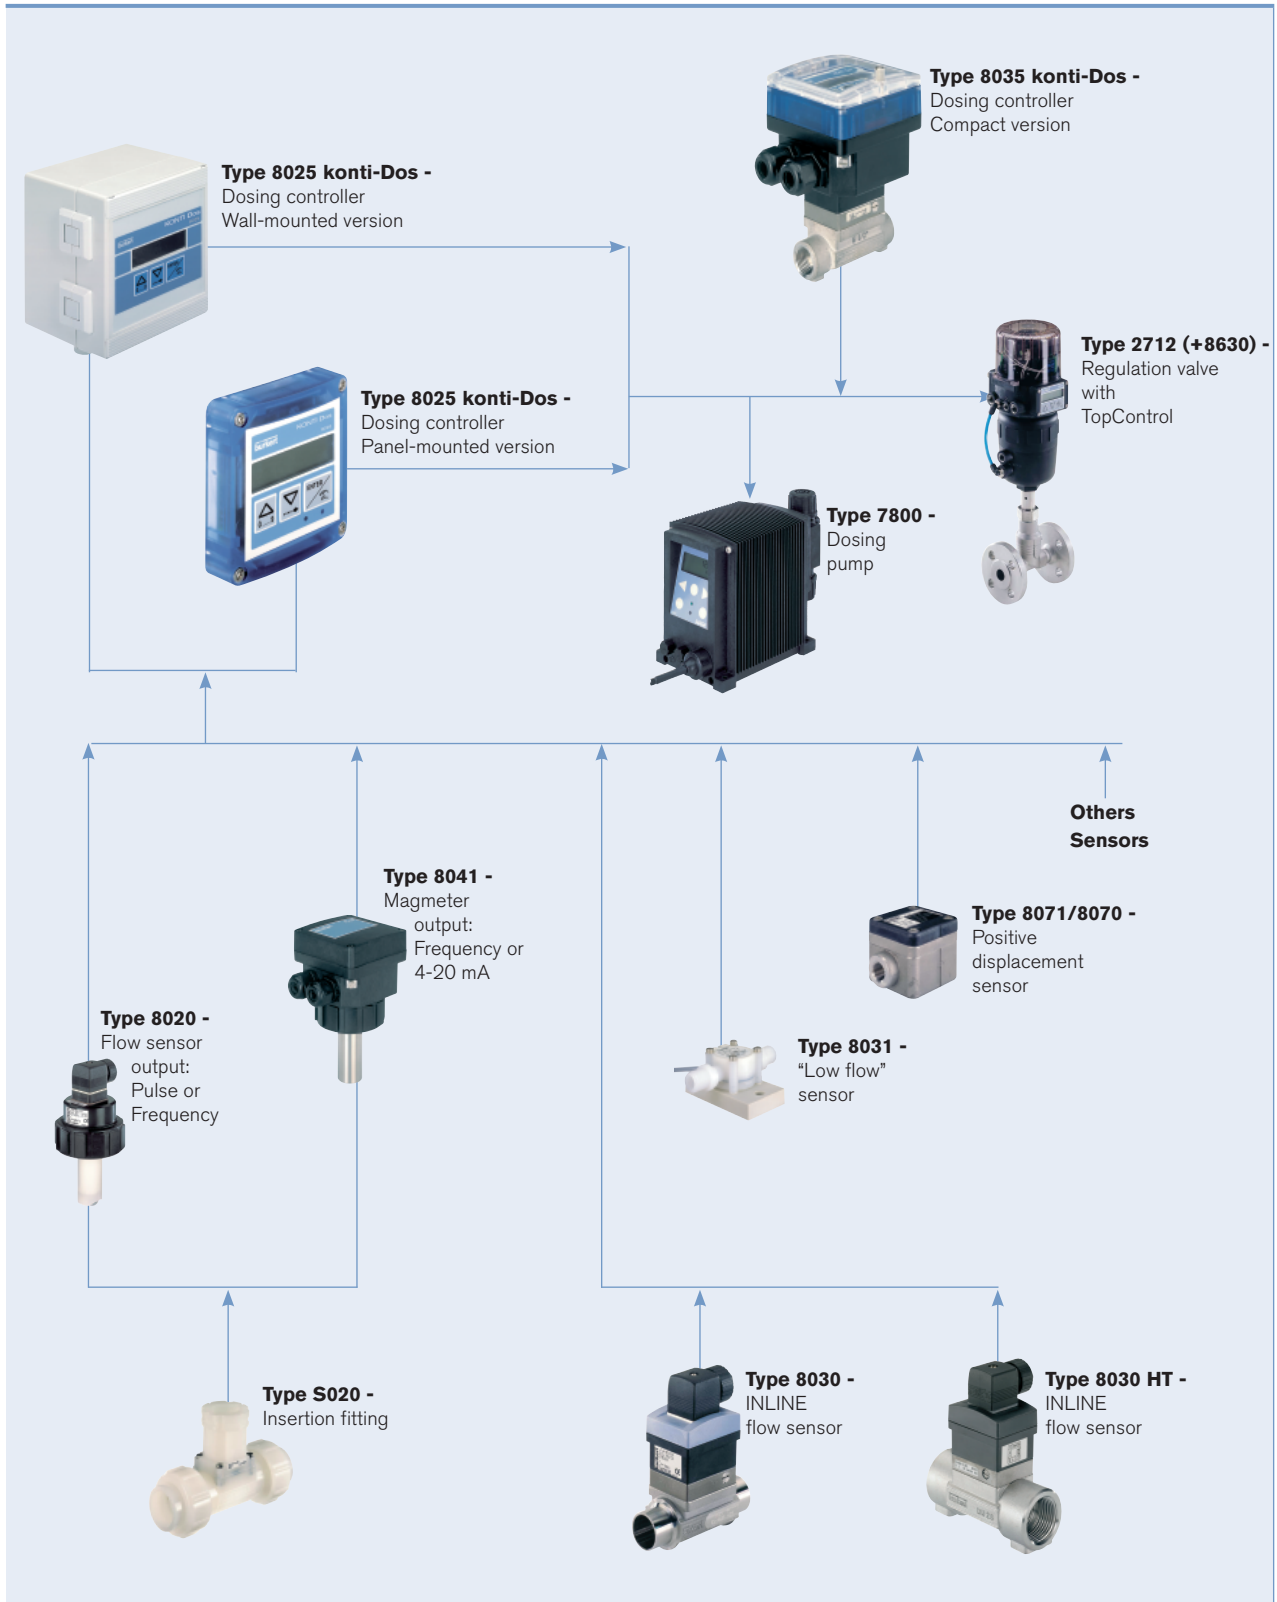 Type 8035 konti-Dos -
Dosing controller
Compact version
Type 8025 konti-Dos -
Dosing controller
Wall-mounted version
Type 2712 (+8630) -
Regulation valve
with
TopControl
Type 8025 konti-Dos -
Dosing controller
Panel-mounted version
KONTI-DOS
bürkert
ENTER
Type 7800 -
Dosing
pump
Others
Sensors
Type 8041 -
Magmeter
output:
Frequency or
4-20 mA
Type 8071/8070 -
Positive
displacement
sensor
Type 8020 -
Flow sensor
output:
Pulse or
Frequency
Type 8031 -
“Low flow”
sensor
Type S020 -
Insertion fitting
Type 8030 -
INLINE
flow sensor
Type 8030 HT -
INLINE
flow sensor